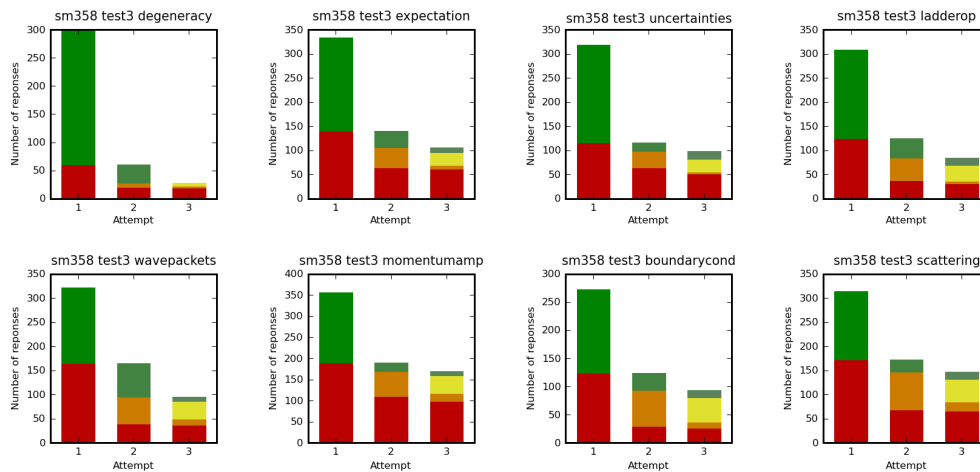 sm358 test3 degeneracy
300
250
200
150
100
50
0
Number of reponses
1 2 3
Attempt
sm358 test3 expectation
350
300
250
200
150
100
50
0
Number of reponses
1 2 3
Attempt
sm358 test3 uncertainties
350
300
250
200
150
100
50
0
Number of reponses
1 2 3
Attempt
sm358 test3 ladderop
350
300
250
200
150
100
50
0
Number of reponses
1 2 3
Attempt
sm358 test3 wavepackets
350
300
250
200
150
100
50
0
Number of reponses
1 2 3
Attempt
sm358 test3 momentumamp
400
350
300
250
200
150
100
50
0
Number of reponses
1 2 3
Attempt
sm358 test3 boundarycond
300
250
200
150
100
50
0
Number of reponses
1 2 3
Attempt
sm358 test3 scattering
350
300
250
200
150
100
50
0
Number of reponses
1 2 3
Attempt